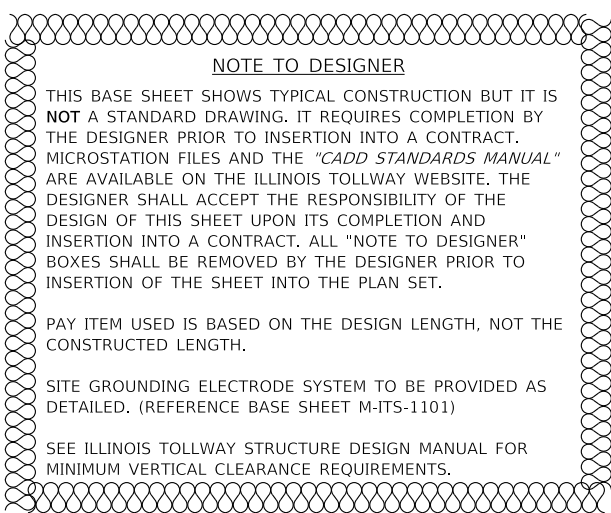 NOTE TO DESIGNER
THIS BASE SHEET SHOWS TYPICAL CONSTRUCTION BUT IT IS
NOT A STANDARD DRAWING. IT REQUIRES COMPLETION BY
THE DESIGNER PRIOR TO INSERTION INTO A CONTRACT.
MICROSTATION FILES AND THE "CADD STANDARDS MANUAL"
ARE AVAILABLE ON THE ILLINOIS TOLLWAY WEBSITE. THE
DESIGNER SHALL ACCEPT THE RESPONSIBILITY OF THE
DESIGN OF THIS SHEET UPON ITS COMPLETION AND
INSERTION INTO A CONTRACT. ALL "NOTE TO DESIGNER"
BOXES SHALL BE REMOVED BY THE DESIGNER PRIOR TO
INSERTION OF THE SHEET INTO THE PLAN SET.
PAY ITEM USED IS BASED ON THE DESIGN LENGTH, NOT THE
CONSTRUCTED LENGTH.
SITE GROUNDING ELECTRODE SYSTEM TO BE PROVIDED AS
DETAILED. (REFERENCE BASE SHEET M-ITS-1101)
SEE ILLINOIS TOLLWAY STRUCTURE DESIGN MANUAL FOR
MINIMUM VERTICAL CLEARANCE REQUIREMENTS.